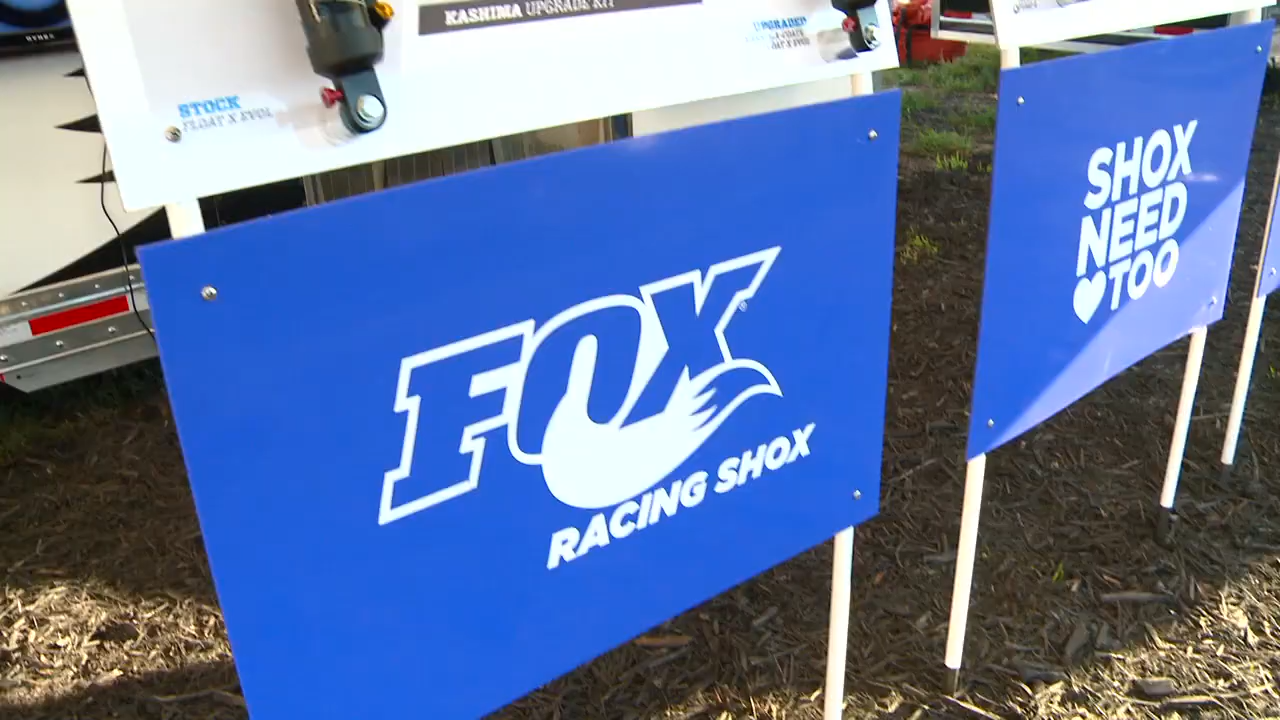 KASHIMA UPGRADE KIT
STOCK
FLOAT X EVOL
UPGRADED
FOX
RACING SHOX
SHOX
NEED
♥TOO